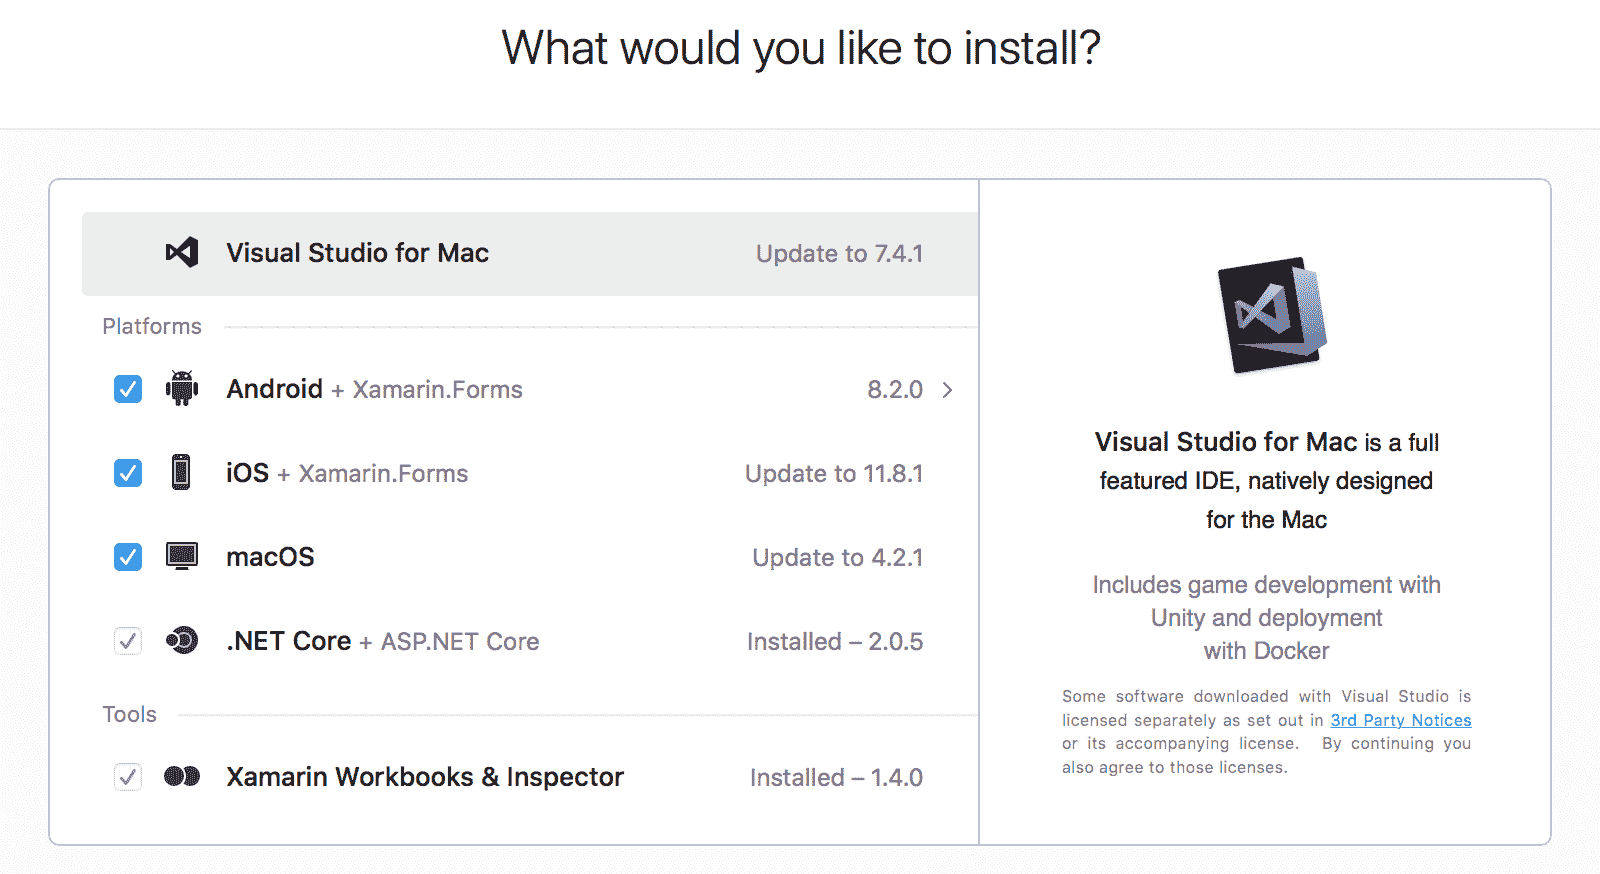 What would you like to install?
Visual Studio for Mac Update to 7.4.1
Platforms
Android + Xamarin.Forms 8.2.0
iOS + Xamarin.Forms Update to 11.8.1
macOS Update to 4.2.1
.NET Core + ASP.NET Core Installed – 2.0.5
Tools
Xamarin Workbooks & Inspector Installed – 1.4.0
Visual Studio for Mac is a full
featured IDE, natively designed
for the Mac
Includes game development with
Unity and deployment
with Docker
Some software downloaded with Visual Studio is
licensed separately as set out in 3rd Party Notices
or its accompanying license. By continuing you
also agree to those licenses.